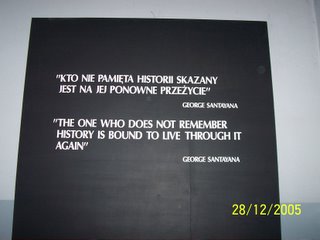 "KTO NIE PAMIĘTA HISTORII SKAZANY
JEST NA JEJ PONOWNE PRZEŻYCIE"
GEORGE SANTAYANA
"THE ONE WHO DOES NOT REMEMBER
HISTORY IS BOUND TO LIVE THROUGH IT
AGAIN"
GEORGE SANTAYANA
28/12/2005